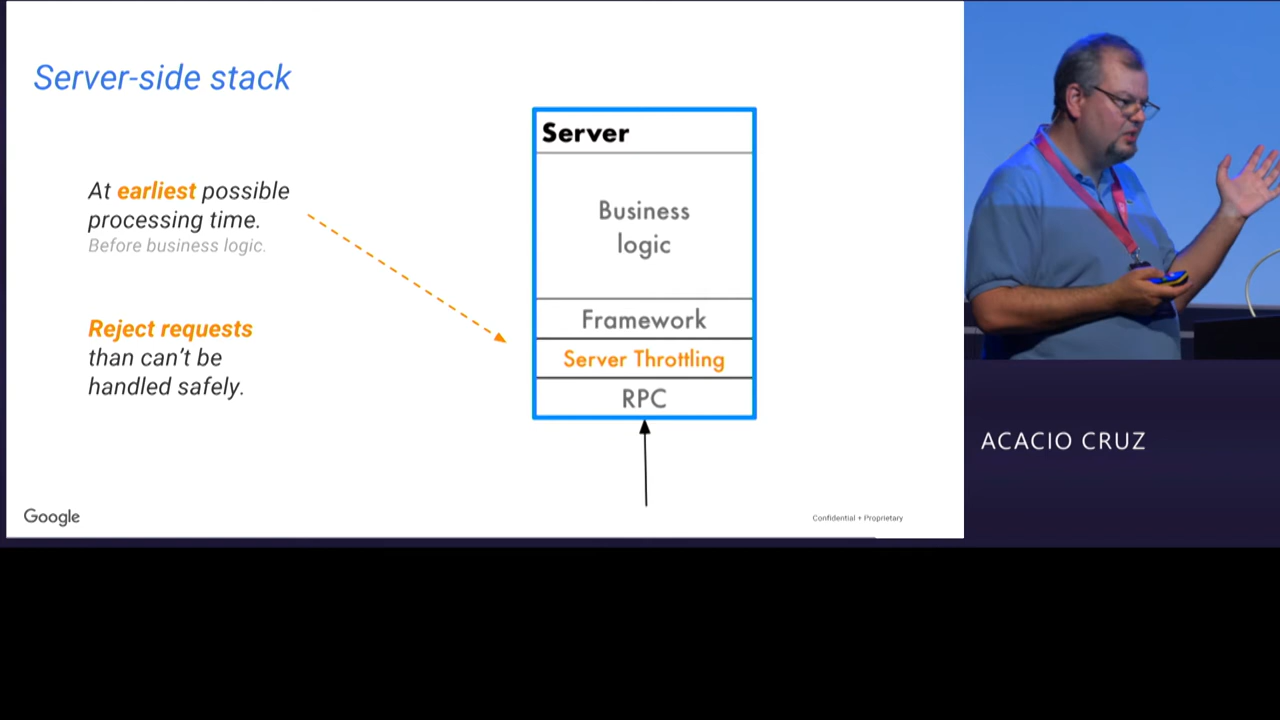 Server-side stack
At earliest possible
processing time.
Before business logic.
Reject requests
than can't be
handled safely.
Server
Business
logic
Framework
Server Throttling
RPC
Google
Confidential + Proprietary
ACACIO CRUZ